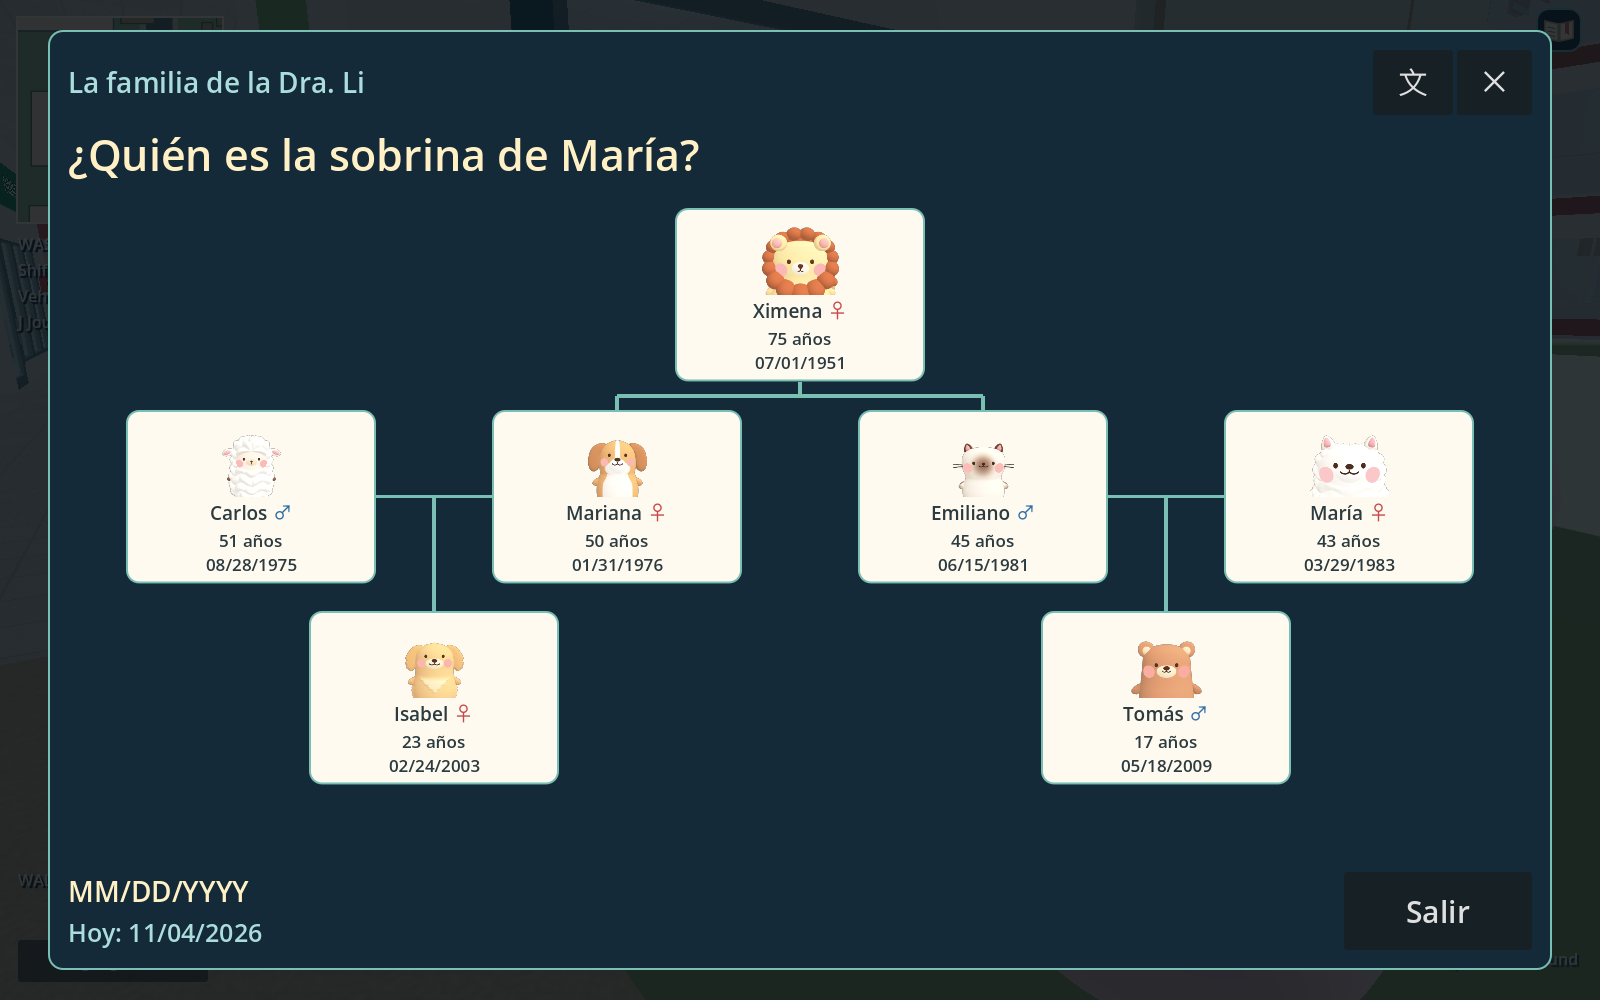 La familia de la Dra. Li
文
¿Quién es la sobrina de María?
Ximena ♀
75 años
07/01/1951
Carlos ♂
51 años
08/28/1975
Mariana ♀
50 años
01/31/1976
Emiliano ♂
45 años
06/15/1981
María ♀
43 años
03/29/1983
Isabel ♀
23 años
02/24/2003
Tomás ♂
17 años
05/18/2009
MM/DD/YYYY
Hoy: 11/04/2026
Salir